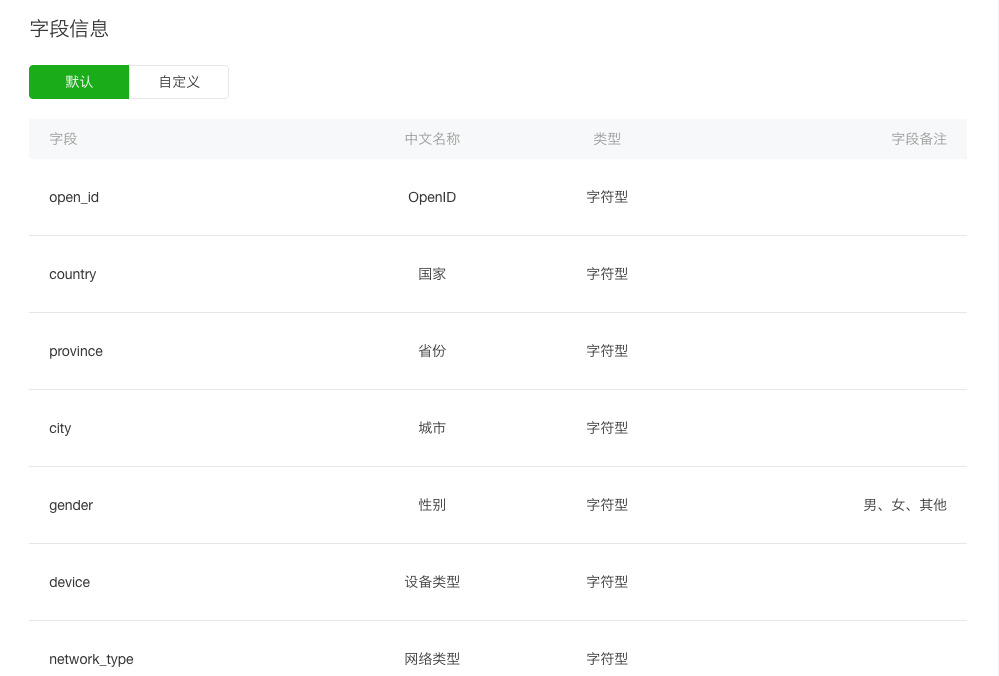 字段信息
默认 自定义
字段 中文名称 类型 字段备注
open_id OpenID 字符型
country 国家 字符型
province 省份 字符型
city 城市 字符型
gender 性别 字符型 男、女、其他
device 设备类型 字符型
network_type 网络类型 字符型